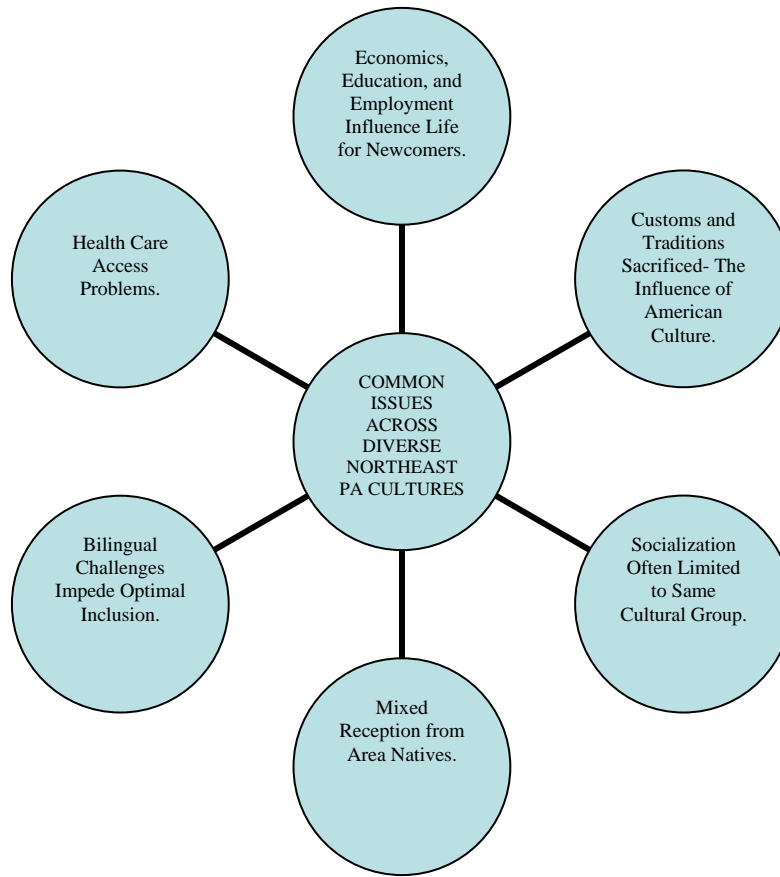 Economics,
Education, and
Employment
Influence Life
for Newcomers.
Health Care
Access
Problems.
Customs and
Traditions
Sacrificed- The
Influence of
American
Culture.
COMMON
ISSUES
ACROSS
DIVERSE
NORTHEAST
PA CULTURES
Bilingual
Challenges
Impede Optimal
Inclusion.
Socialization
Often Limited
to Same
Cultural Group.
Mixed
Reception from
Area Natives.